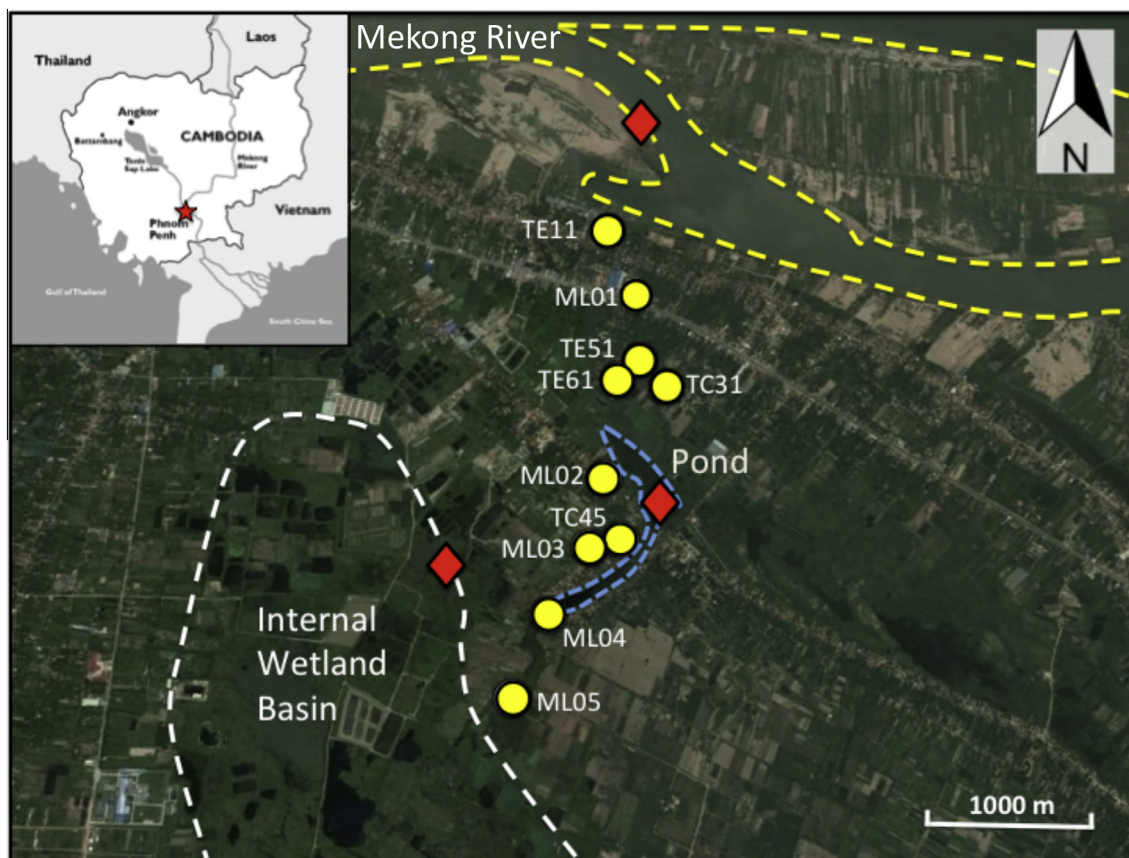 Laos
Thailand
Angkor
CAMBODIA
Battambang
Tonle
Sap Lake
Mekong
River
Phnom
Penh
Vietnam
Gulf of Thailand
South China Sea
Mekong River
N
TE11
ML01
TE51
TE61
TC31
ML02
Pond
TC45
ML03
ML04
Internal
Wetland
Basin
ML05
1000 m